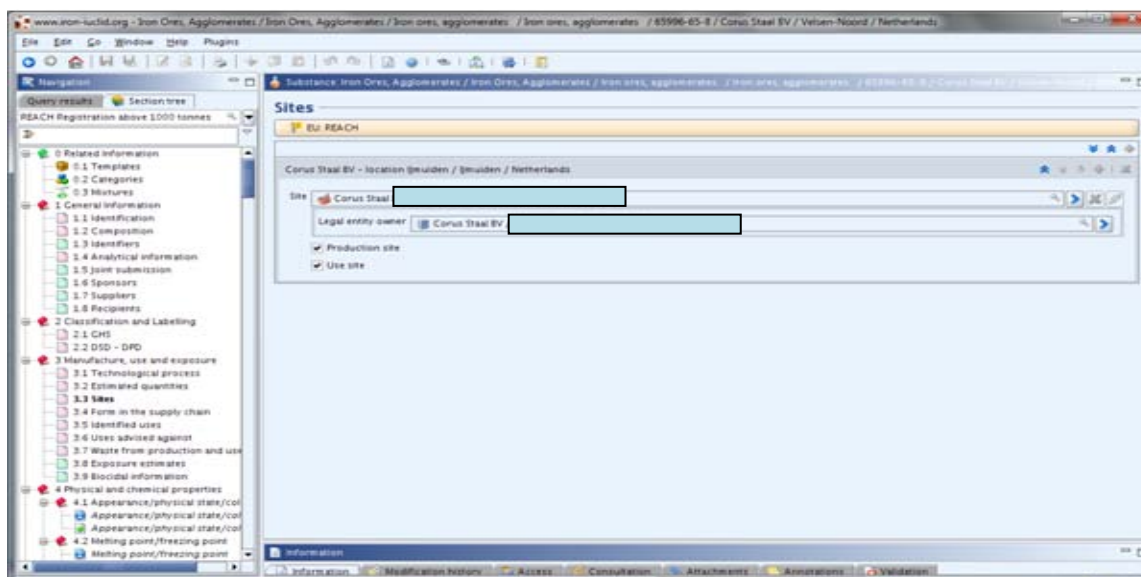 www.iron-iuclid.org - Iron Ores, Agglomerates / Iron Ores, Agglomerates / Iron ores, agglomerates / Iron ores, agglomerates / 65996-65-8 / Corus Staal BV / Velsen-Noord / Netherlands
File Edit Go Window Help Plugins
Navigation
Substance: Iron Ores, Agglomerates / Iron Ores, Agglomerates / Iron ores, agglomerates / Iron ores, agglomerates / 65996-65-8 /
Query results Section tree
REACH Registration above 1000 tonnes
Sites
EU: REACH
Corus Staal BV - location IJmuiden / IJmuiden / Netherlands
Site Corus Staal
Legal entity owner Corus Staal BV /
Production site
Use site
0 Related Information
0.1 Templates
0.2 Categories
0.3 Mixtures
1 General Information
1.1 Identification
1.2 Composition
1.3 Identifiers
1.4 Analytical information
1.5 Joint submission
1.6 Sponsors
1.7 Suppliers
1.8 Recipients
2 Classification and Labelling
2.1 GHS
2.2 DSD - DPD
3 Manufacture, use and exposure
3.1 Technological process
3.2 Estimated quantities
3.3 Sites
3.4 Form in the supply chain
3.5 Identified uses
3.6 Uses advised against
3.7 Waste from production and use
3.8 Exposure estimates
3.9 Biocidal information
4 Physical and chemical properties
4.1 Appearance/physical state/col
Appearance/physical state/col
Appearance/physical state/col
4.2 Melting point/freezing point
Melting point/freezing point
Information
Information Modification history Access Consultation Attachments Annotations Validation